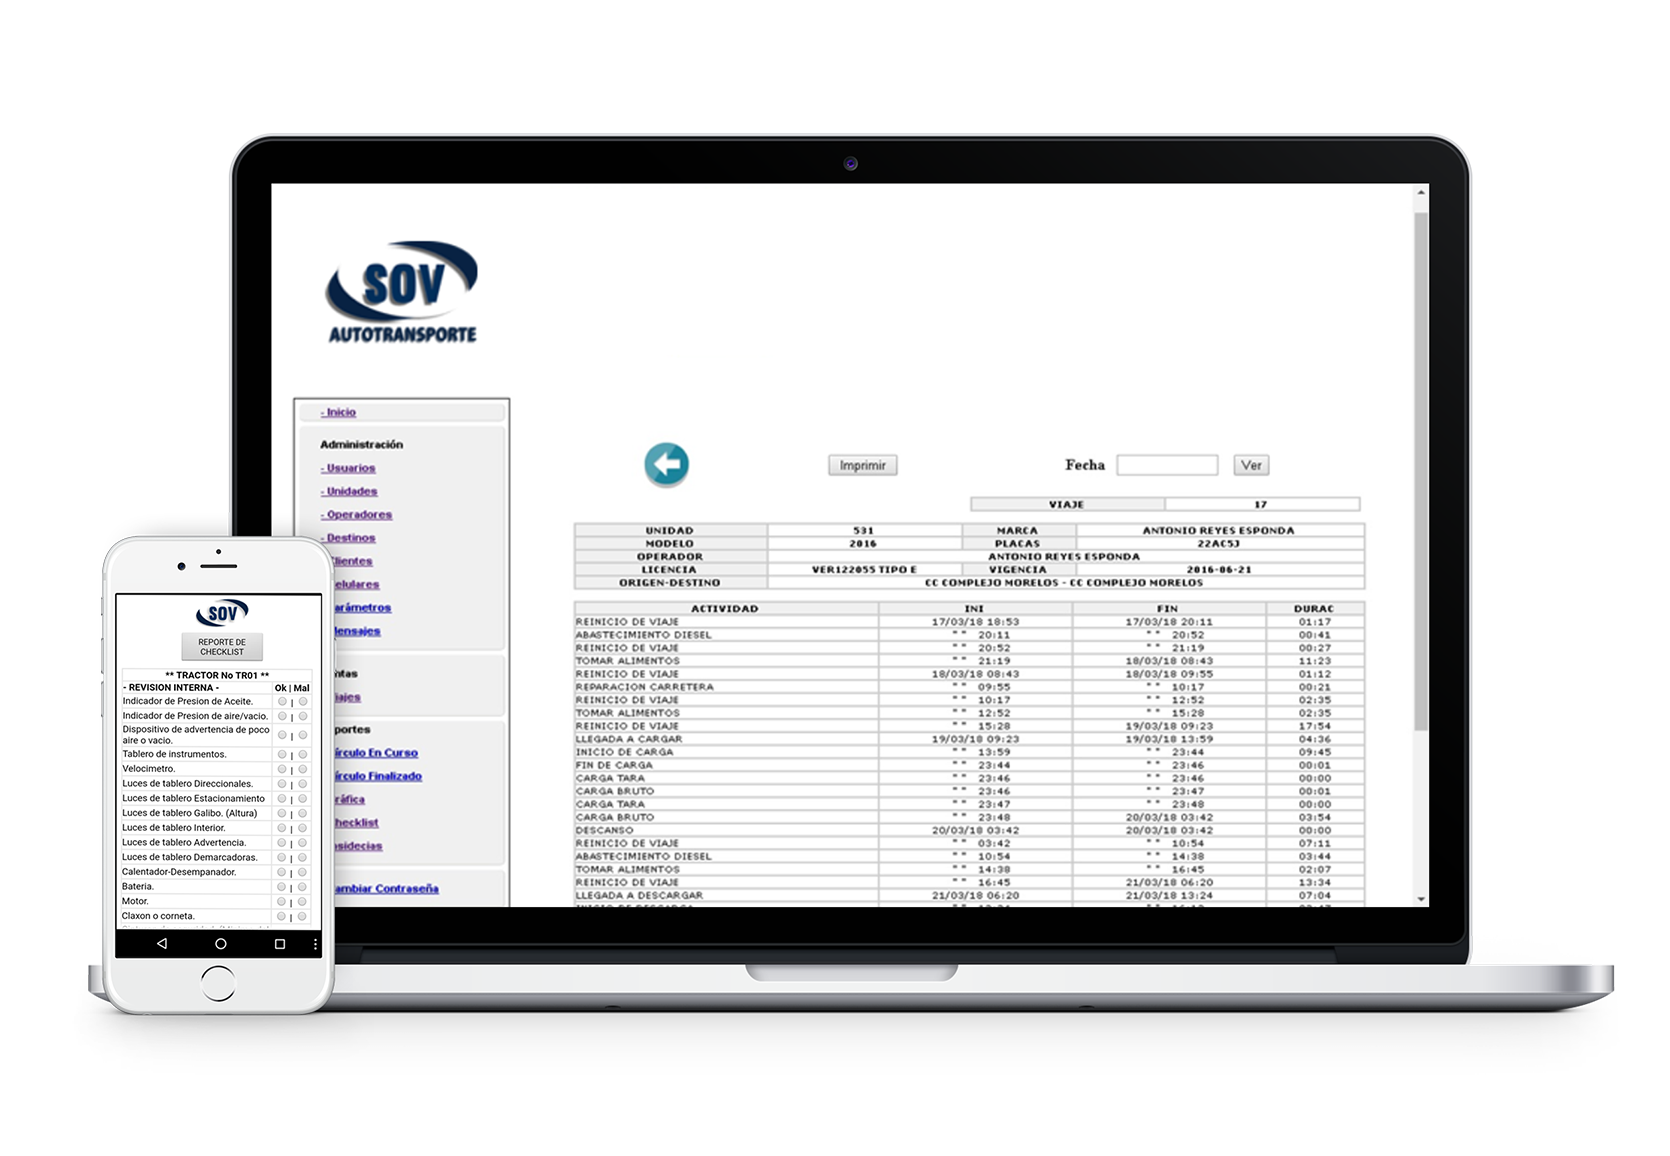 SOV
AUTOTRANSPORTE
- Inicio
Administración
- Usuarios
- Unidades
- Operadores
- Destinos
lientes
elulares
arámetros
ensajes
ntas
iajes
portes
írculo En Curso
írculo Finalizado
ráfica
hecklist
sidecias
ambiar Contraseña
Imprimir Fecha Ver
VIAJE 17
UNIDAD 531 MARCA ANTONIO REYES ESPONDA
MODELO 2016 PLACAS 22AC5J
OPERADOR ANTONIO REYES ESPONDA
LICENCIA VER122055 TIPO E VIGENCIA 2016-06-21
ORIGEN-DESTINO CC COMPLEJO MORELOS - CC COMPLEJO MORELOS
ACTIVIDAD INI FIN DURAC
REINICIO DE VIAJE 17/03/18 18:53 17/03/18 20:11 01:17
ABASTECIMIENTO DIESEL " " 20:11 " " 20:52 00:41
REINICIO DE VIAJE " " 20:52 " " 21:19 00:27
TOMAR ALIMENTOS " " 21:19 18/03/18 08:43 11:23
REINICIO DE VIAJE 18/03/18 08:43 18/03/18 09:55 01:12
REPARACION CARRETERA " " 09:55 " " 10:17 00:21
REINICIO DE VIAJE " " 10:17 " " 12:52 02:35
TOMAR ALIMENTOS " " 12:52 " " 15:28 02:35
REINICIO DE VIAJE " " 15:28 19/03/18 09:23 17:54
LLEGADA A CARGAR 19/03/18 09:23 19/03/18 13:59 04:36
INICIO DE CARGA " " 13:59 " " 23:44 09:45
FIN DE CARGA " " 23:44 " " 23:46 00:01
CARGA TARA " " 23:46 " " 23:46 00:00
CARGA BRUTO " " 23:46 " " 23:47 00:01
CARGA TARA " " 23:47 " " 23:48 00:00
CARGA BRUTO " " 23:48 20/03/18 03:42 03:54
DESCANSO 20/03/18 03:42 20/03/18 03:42 00:00
REINICIO DE VIAJE " " 03:42 " " 10:54 07:11
ABASTECIMIENTO DIESEL " " 10:54 " " 14:38 03:44
TOMAR ALIMENTOS " " 14:38 " " 16:45 02:07
REINICIO DE VIAJE " " 16:45 21/03/18 06:20 13:34
LLEGADA A DESCARGAR 21/03/18 06:20 21/03/18 13:24 07:04
SOV
REPORTE DE
CHECKLIST
** TRACTOR No TR01 **
- REVISION INTERNA - Ok | Mal
Indicador de Presion de Aceite. |
Indicador de Presion de aire/vacio. |
Dispositivo de advertencia de poco
aire o vacio. |
Tablero de instrumentos. |
Velocimetro. |
Luces de tablero Direccionales. |
Luces de tablero Estacionamiento |
Luces de tablero Galibo. (Altura) |
Luces de tablero Interior. |
Luces de tablero Advertencia. |
Luces de tablero Demarcadoras. |
Calentador-Desempanador. |
Bateria. |
Motor. |
Claxon o corneta. |